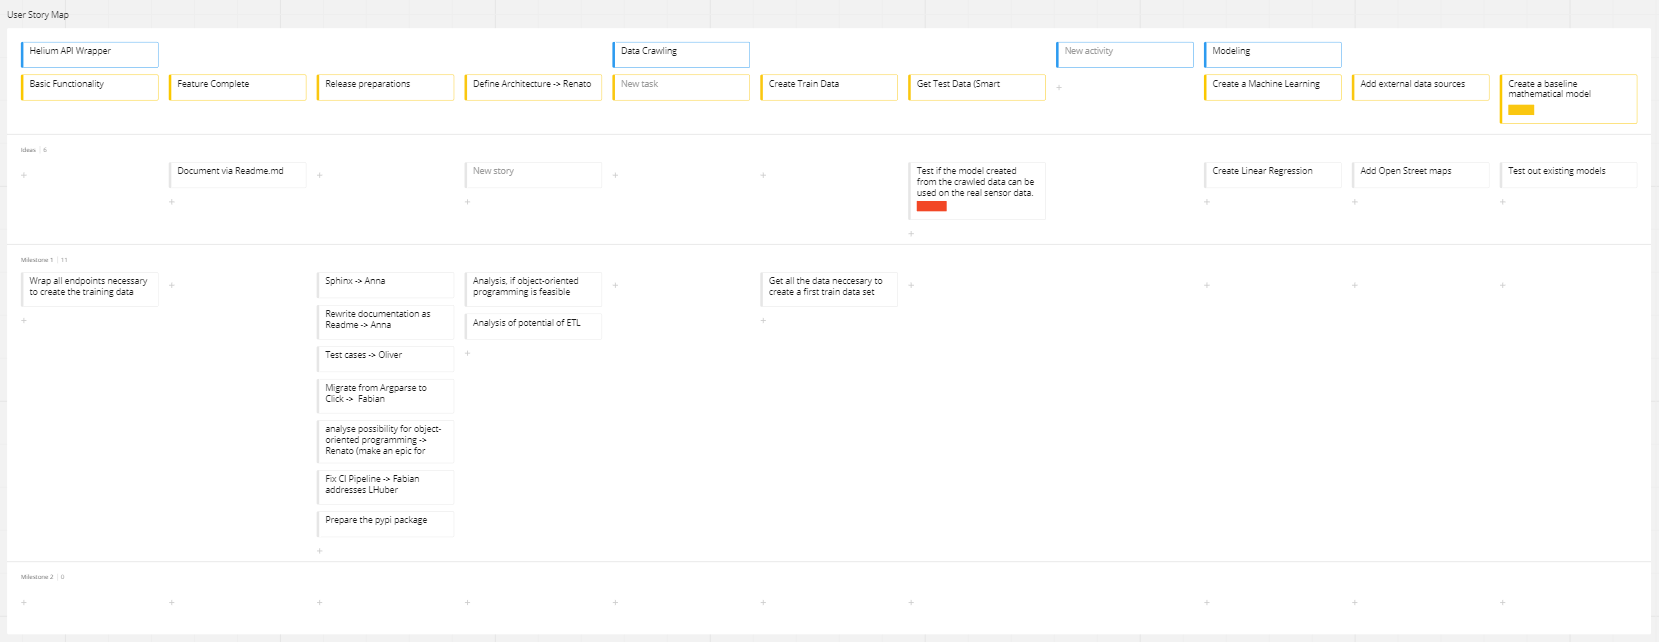 User Story Map
Helium API Wrapper
Data Crawling
New activity
Modeling
Basic Functionality
Feature Complete
Release preparations
Define Architecture -> Renato
New task
Create Train Data
Get Test Data (Smart
Create a Machine Learning
Add external data sources
Create a baseline
mathematical model
Ideas | 6
Document via Readme.md
New story
Test if the model created
from the crawled data can be
used on the real sensor data.
Create Linear Regression
Add Open Street maps
Test out existing models
Milestone 1 | 11
Wrap all endpoints necessary
to create the training data
Sphinx -> Anna
Rewrite documentation as
Readme -> Anna
Test cases -> Oliver
Migrate from Argparse to
Click -> Fabian
analyse possibility for object-
oriented programming ->
Renato (make an epic for
Fix CI Pipeline -> Fabian
addresses LHuber
Prepare the pypi package
Analysis, if object-oriented
programming is feasible
Analysis of potential of ETL
Get all the data neccesary to
create a first train data set
Milestone 2 | 0